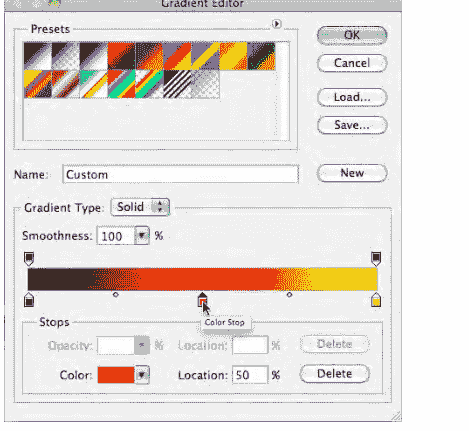 Gradient Editor
Presets
OK
Cancel
Load...
Save...
Name: Custom
New
Gradient Type: Solid
Smoothness: 100 %
Color Stop
Stops
Opacity: % Location: % Delete
Color: Location: 50 % Delete